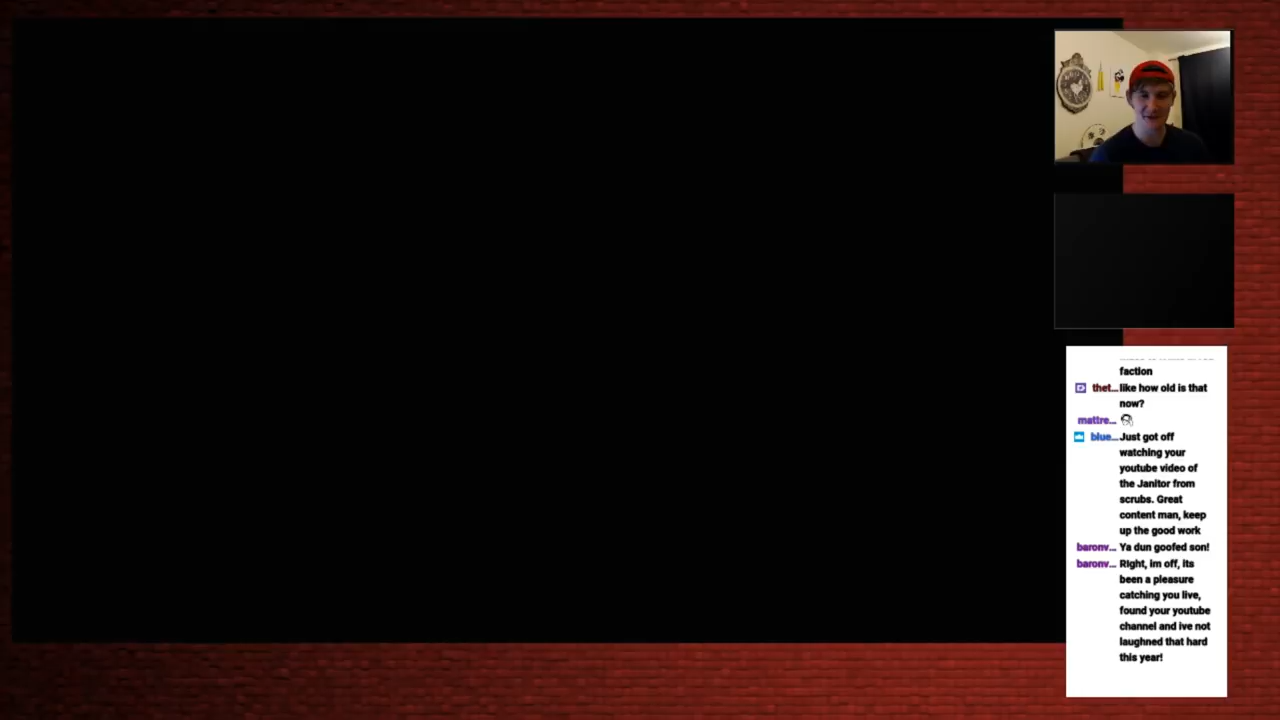 faction
thet... like how old is that
now?
mattre...
blue... Just got off
watching your
youtube video of
the Janitor from
scrubs. Great
content man, keep
up the good work
baronv... Ya dun goofed son!
baronv... Right, im off, its
been a pleasure
catching you live,
found your youtube
channel and ive not
laughned that hard
this year!